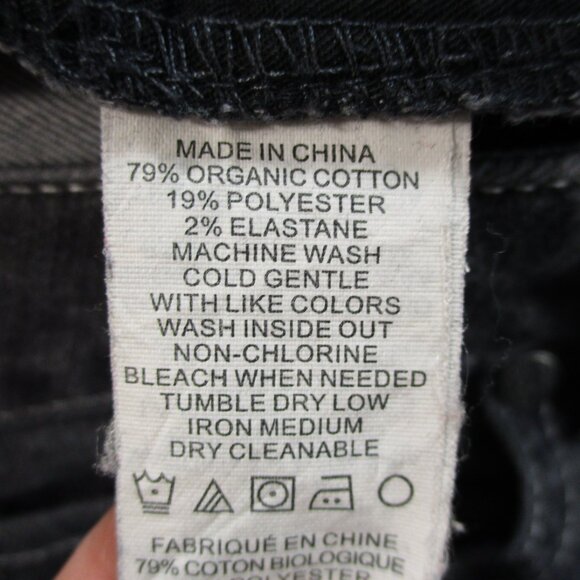 MADE IN CHINA
79% ORGANIC COTTON
19% POLYESTER
2% ELASTANE
MACHINE WASH
COLD GENTLE
WITH LIKE COLORS
WASH INSIDE OUT
NON-CHLORINE
BLEACH WHEN NEEDED
TUMBLE DRY LOW
IRON MEDIUM
DRY CLEANABLE
FABRIQUÉ EN CHINE
79% COTON BIOLOGIQUE
POLYESTER